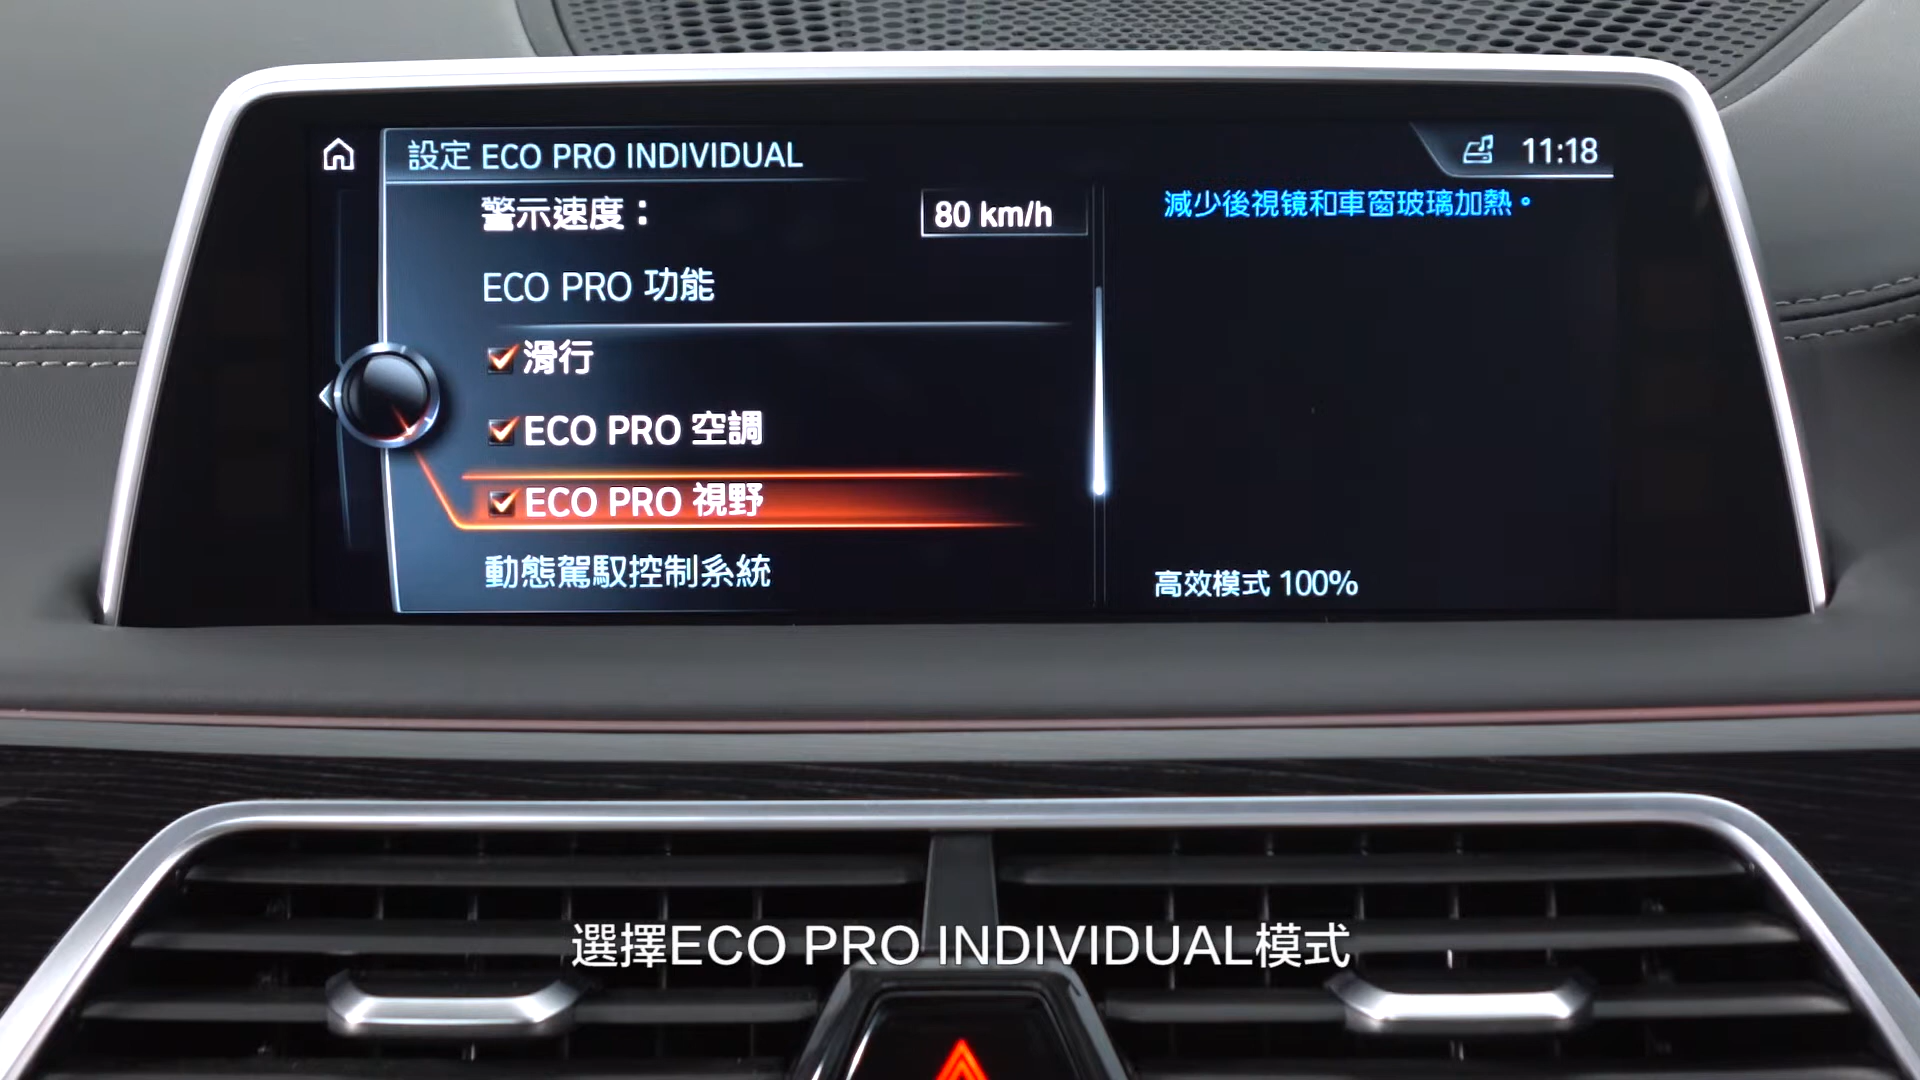 設定 ECO PRO INDIVIDUAL
11:18
警示速度：
80 km/h
減少後視镜和車窗玻璃加熱。
ECO PRO 功能
滑行
ECO PRO 空調
ECO PRO 視野
動態駕馭控制系統
高效模式 100%
選擇ECO PRO INDIVIDUAL模式